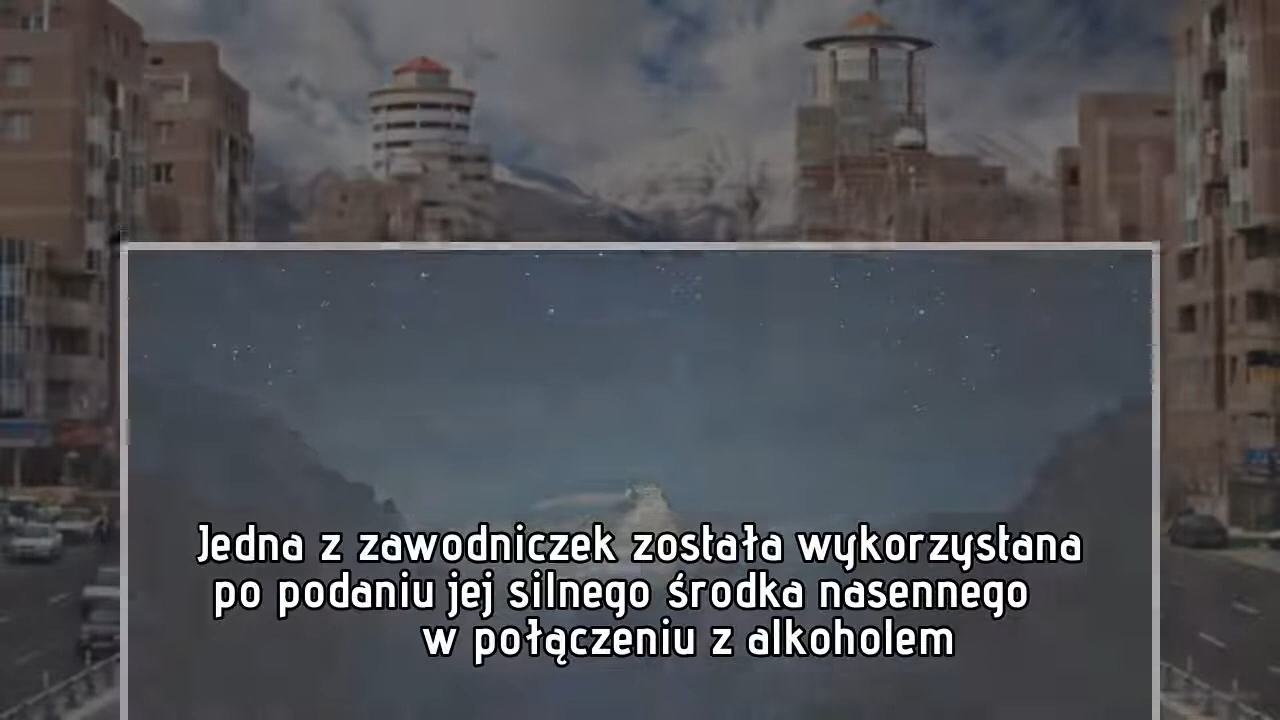 Jedna z zawodniczek została wykorzystana
po podaniu jej silnego środka nasennego
w połączeniu z alkoholem